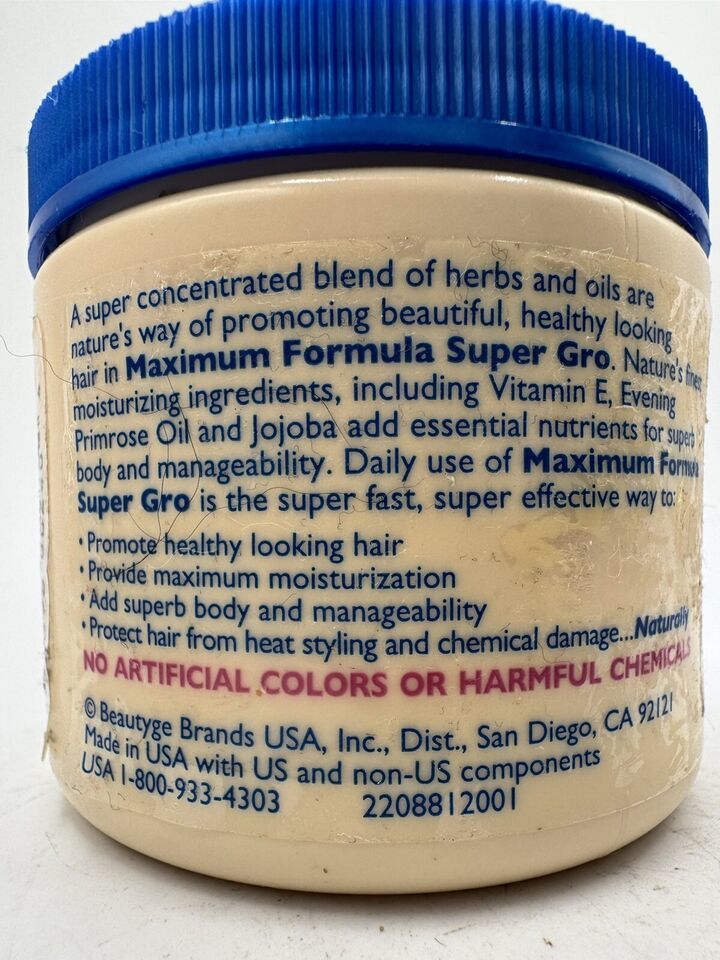 A super concentrated blend of herbs and oils are
nature's way of promoting beautiful, healthy looking
hair in Maximum Formula Super Gro. Nature's finest
moisturizing ingredients, including Vitamin E, Evening
Primrose Oil and Jojoba add essential nutrients for superb
body and manageability. Daily use of Maximum Formula
Super Gro is the super fast, super effective way to:
• Promote healthy looking hair
• Provide maximum moisturization
• Add superb body and manageability
• Protect hair from heat styling and chemical damage...Naturally
NO ARTIFICIAL COLORS OR HARMFUL CHEMICALS
© Beautyge Brands USA, Inc., Dist., San Diego, CA 92121
Made in USA with US and non-US components
USA 1-800-933-4303 2208812001